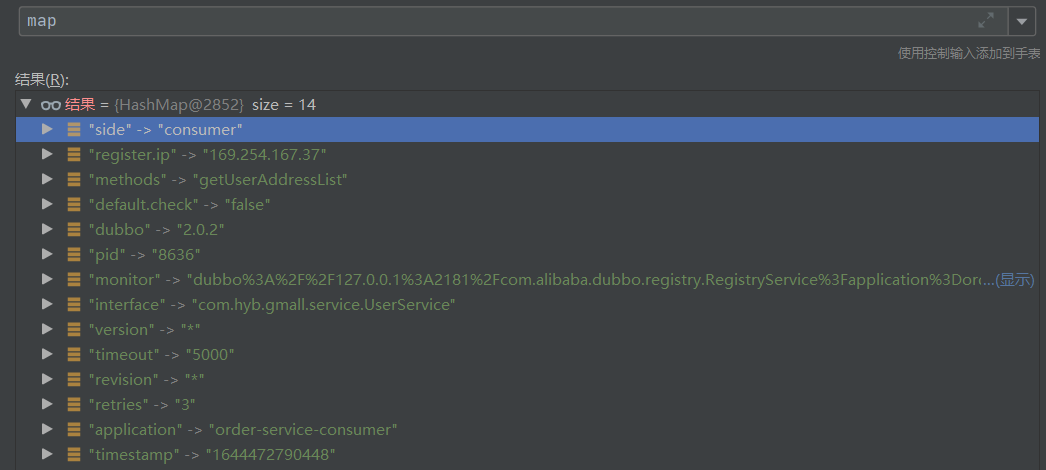 map
使用控制输入添加到手表
结果(R):
结果 = {HashMap@2852} size = 14
"side" -> "consumer"
"register.ip" -> "169.254.167.37"
"methods" -> "getUserAddressList"
"default.check" -> "false"
"dubbo" -> "2.0.2"
"pid" -> "8636"
"monitor" -> "dubbo%3A%2F%2F127.0.0.1%3A2181%2Fcom.alibaba.dubbo.registry.RegistryService%3Fapplication%3Dord ...(显示)
"interface" -> "com.hyb.gmall.service.UserService"
"version" -> "*"
"timeout" -> "5000"
"revision" -> "*"
"retries" -> "3"
"application" -> "order-service-consumer"
"timestamp" -> "1644472790448"